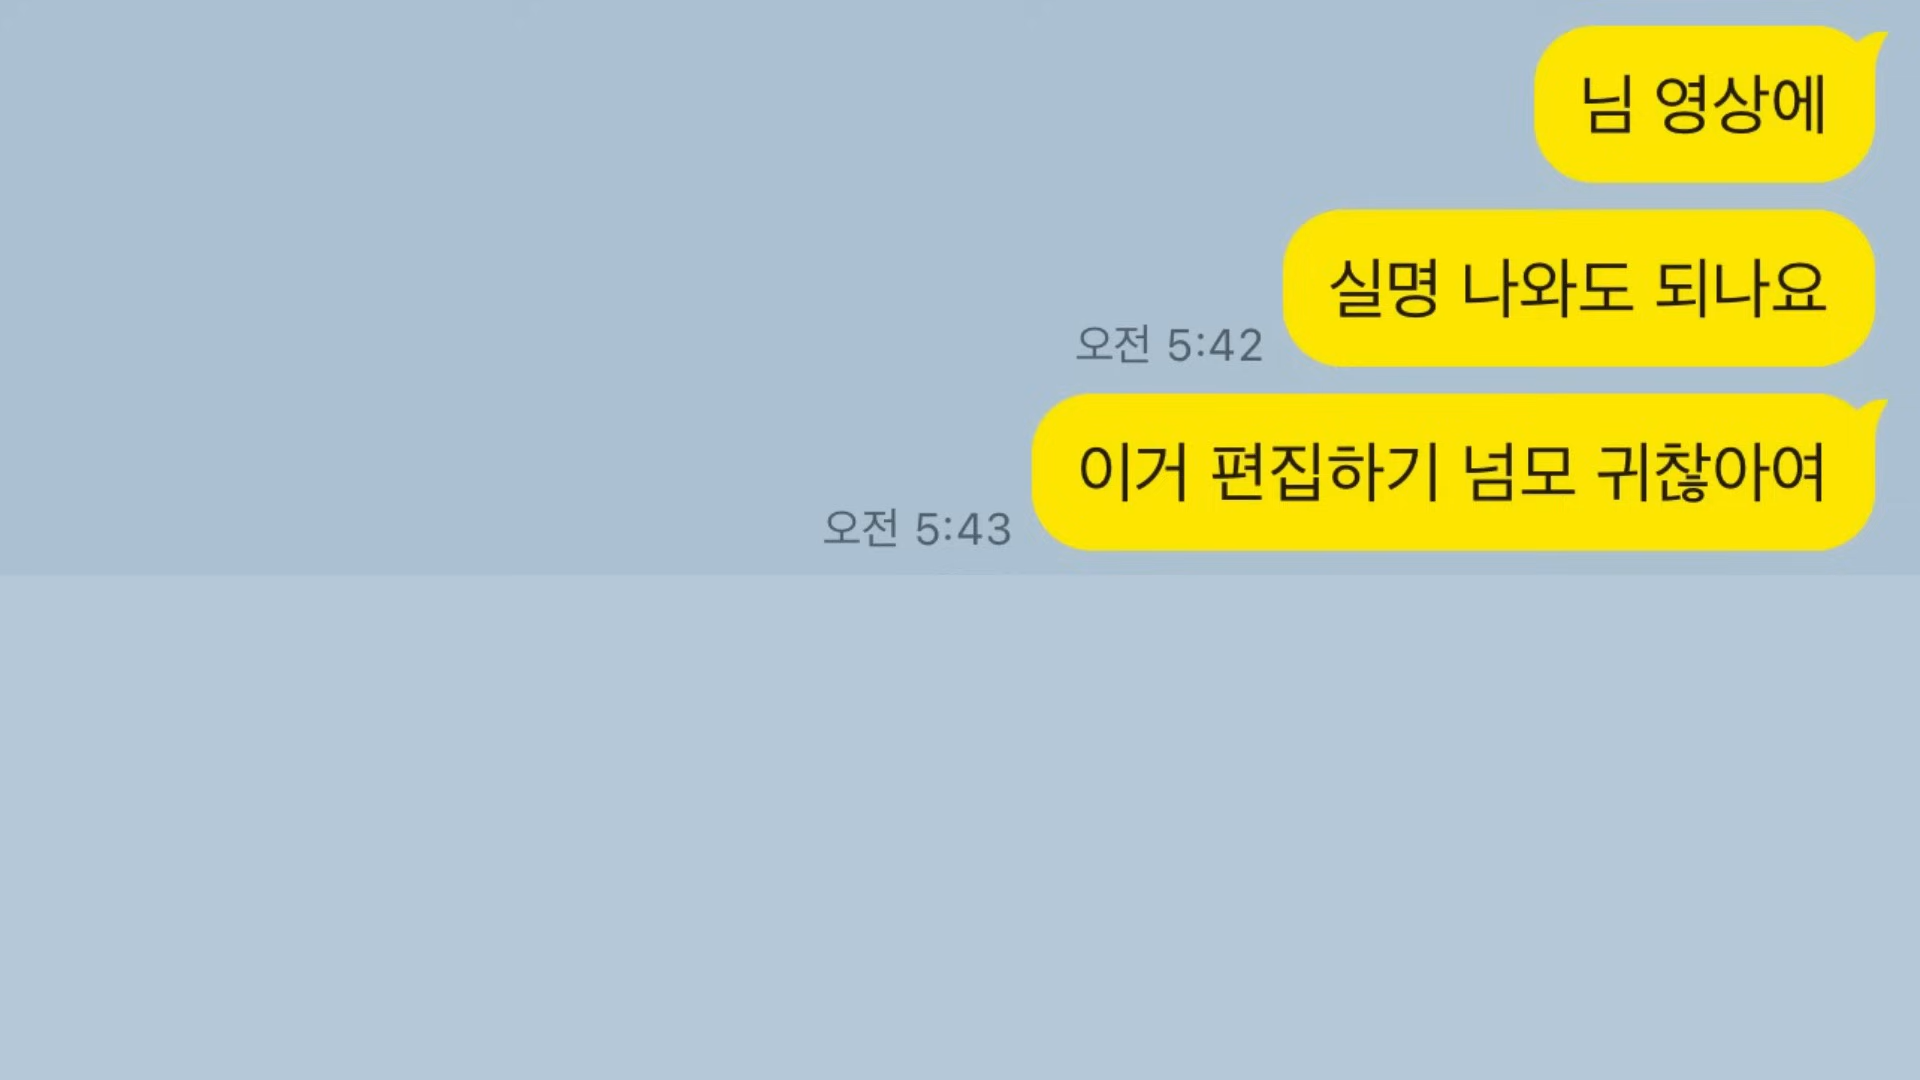 님 영상에
실명 나와도 되나요
오전 5:42
이거 편집하기 넘모 귀찮아여
오전 5:43